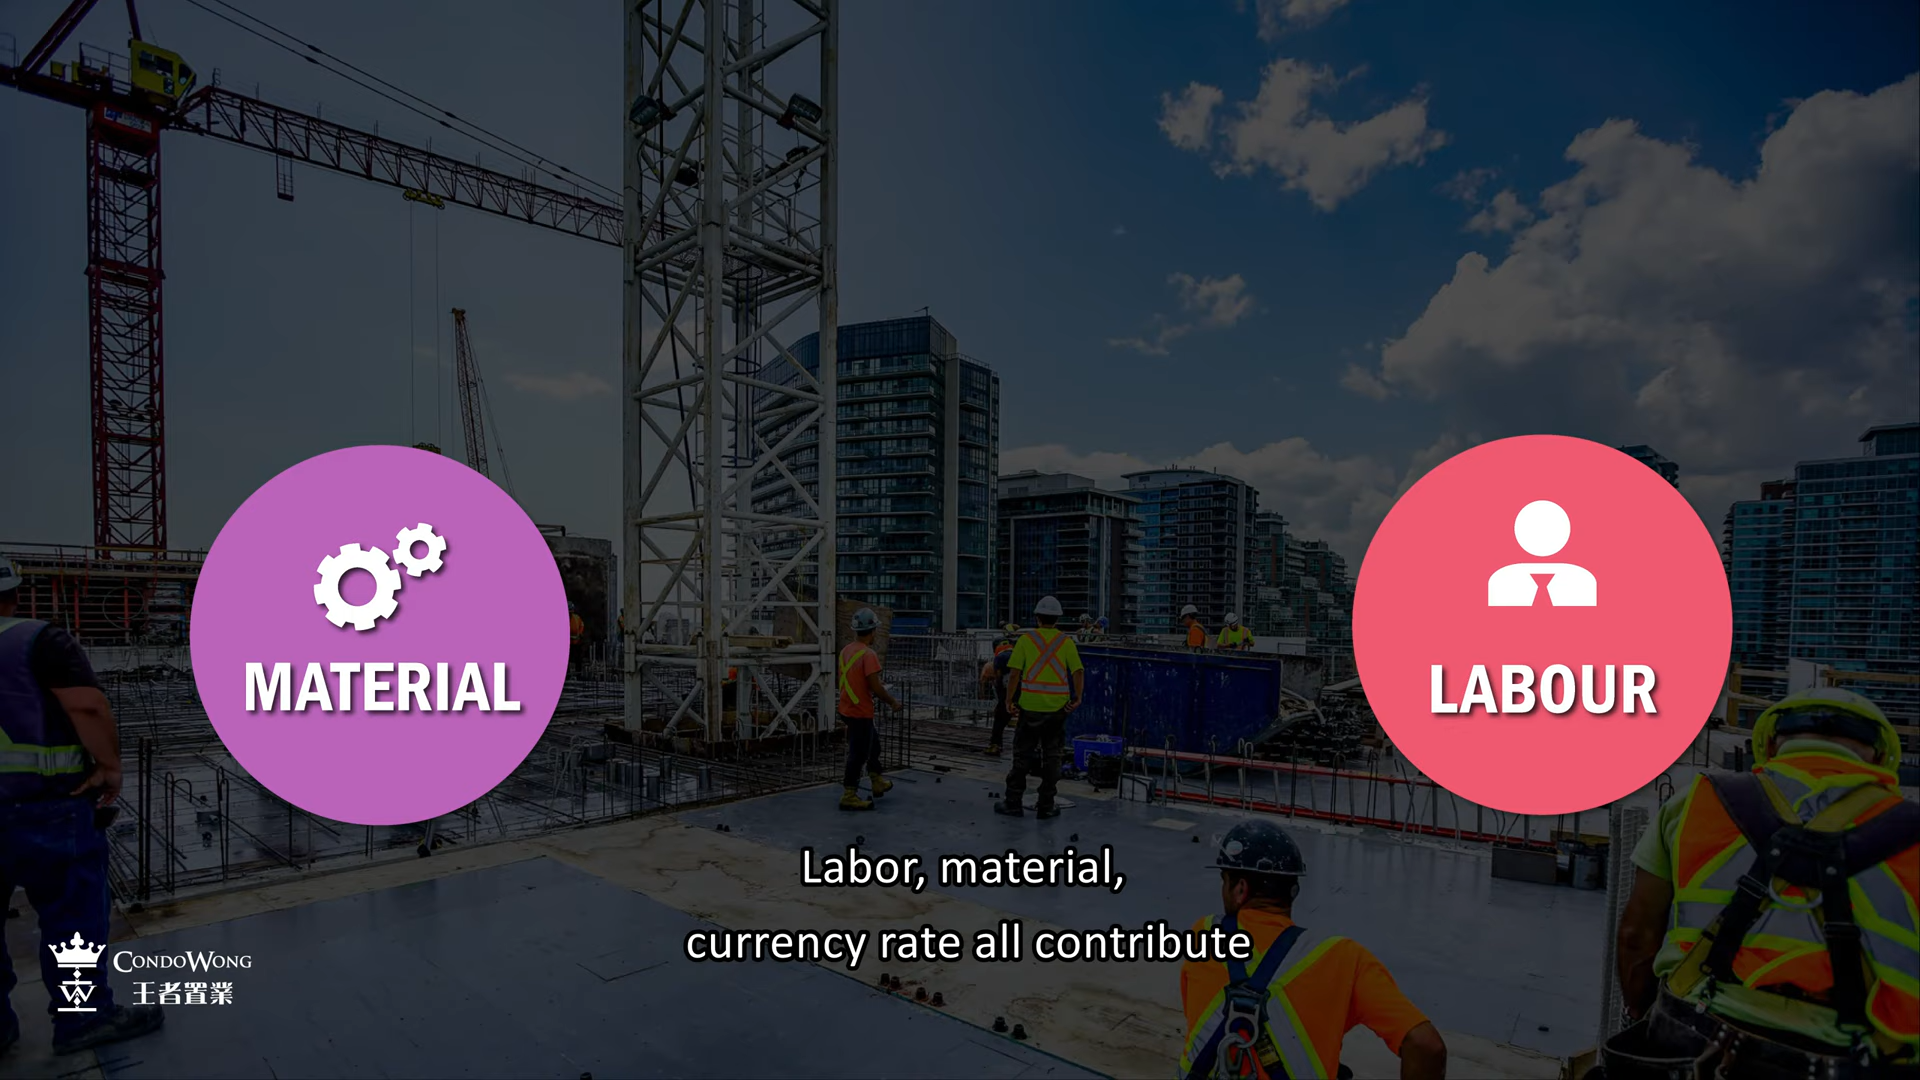 MATERIAL
LABOUR
Labor, material,
currency rate all contribute
CONDOWONG
王者置業